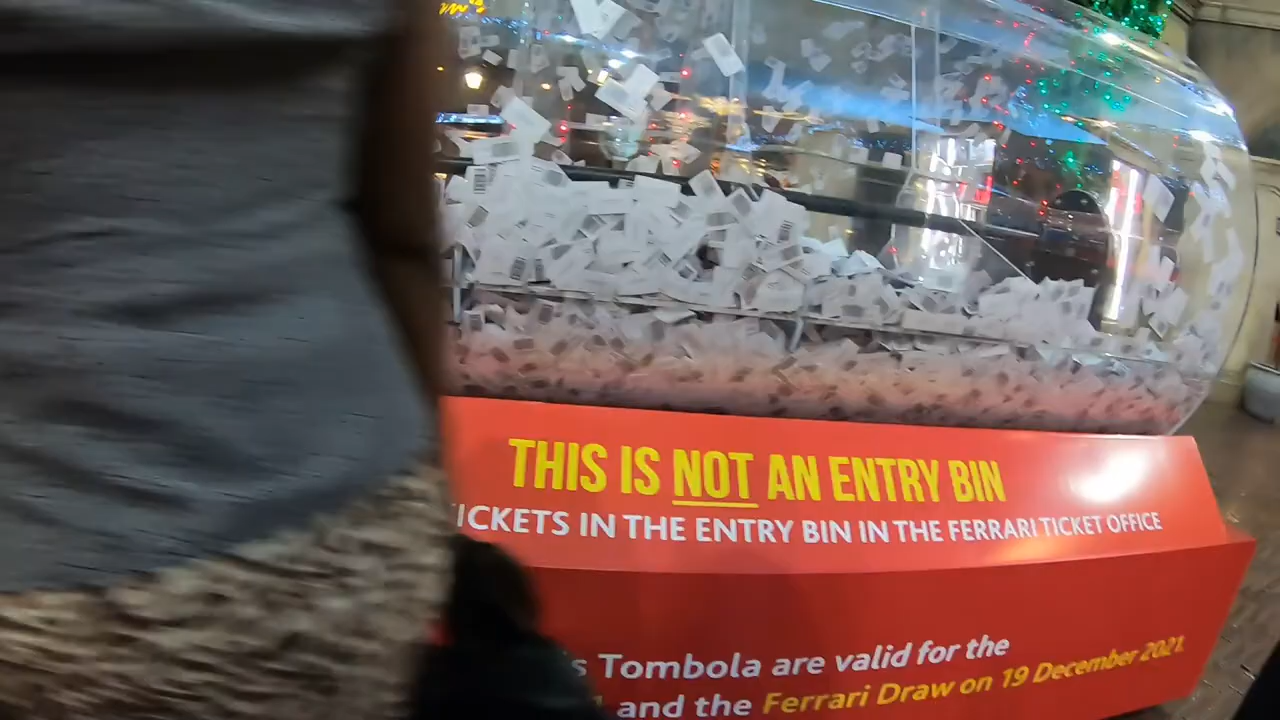 THIS IS NOT AN ENTRY BIN
TICKETS IN THE ENTRY BIN IN THE FERRARI TICKET OFFICE
Tombola are valid for the
and the Ferrari Draw on 19 December 2021